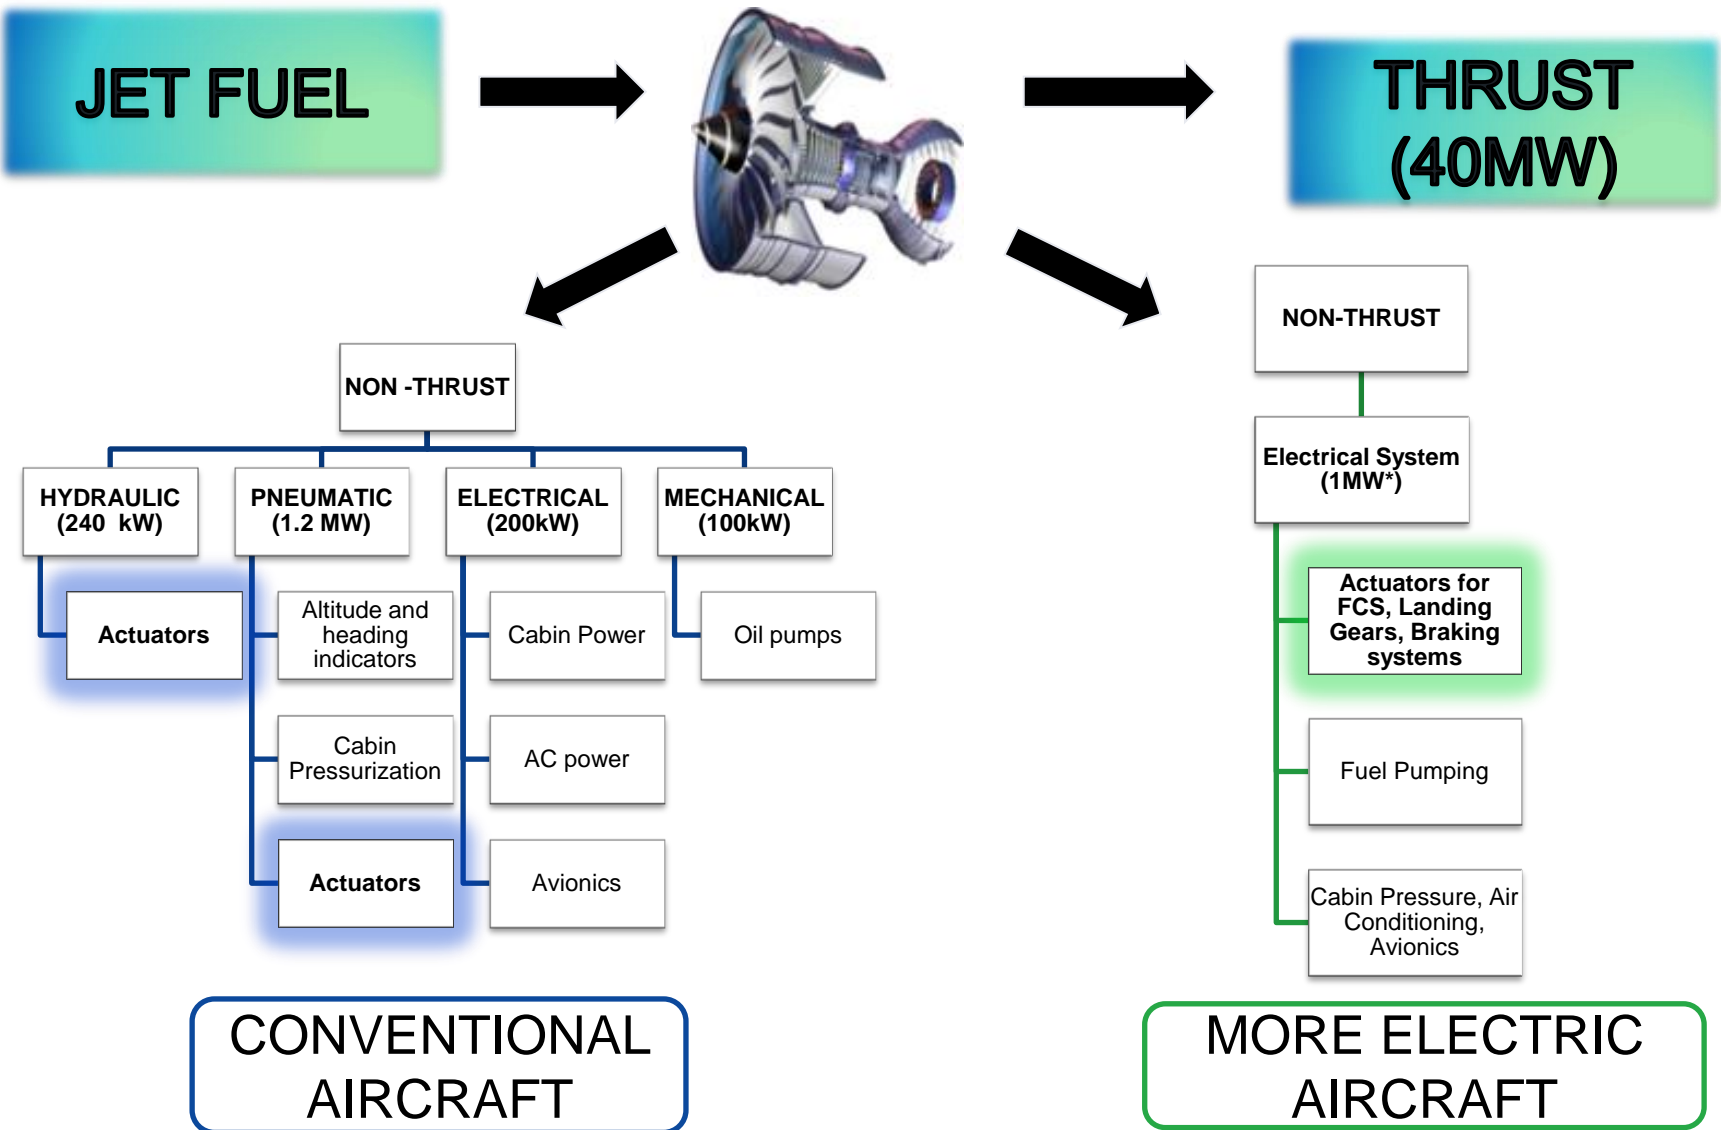 JET FUEL
THRUST
(40MW)
NON -THRUST
HYDRAULIC
(240 kW)
PNEUMATIC
(1.2 MW)
ELECTRICAL
(200kW)
MECHANICAL
(100kW)
Actuators
Altitude and
heading
indicators
Cabin Power
Oil pumps
Cabin
Pressurization
AC power
Actuators
Avionics
CONVENTIONAL
AIRCRAFT
NON-THRUST
Electrical System
(1MW*)
Actuators for
FCS, Landing
Gears, Braking
systems
Fuel Pumping
Cabin Pressure, Air
Conditioning,
Avionics
MORE ELECTRIC
AIRCRAFT